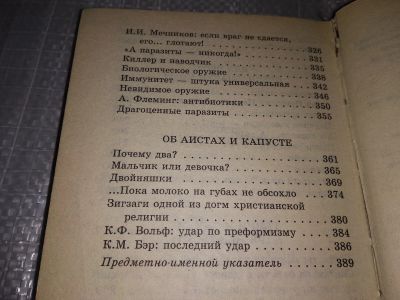 И.И. Мечников: если враг не сдается,
его... глотают! . . . . . . . . . . . . . . . 326
«А паразиты — никогда!» . . . . . . . . . . 331
Киллер и наводчик . . . . . . . . . . . . . 335
Биологическое оружие . . . . . . . . . . . 338
Иммунитет — штука универсальная . . . . 342
Невидимое оружие . . . . . . . . . . . . . 346
А. Флеминг: антибиотики . . . . . . . . . . 350
Драгоценные паразиты . . . . . . . . . . . 355
ОБ АИСТАХ И КАПУСТЕ
Почему два? . . . . . . . . . . . . . . . . 361
Мальчик или девочка? . . . . . . . . . . . 365
Двойняшки . . . . . . . . . . . . . . . . . 369
...Пока молоко на губах не обсохло . . . . 374
Зигзаги одной из догм христианской
религии . . . . . . . . . . . . . . . . . . 380
К.Ф. Вольф: удар по преформизму . . . . . 384
К.М. Бэр: последний удар . . . . . . . . . 386
Предметно-именной указатель . . . . . . . 389